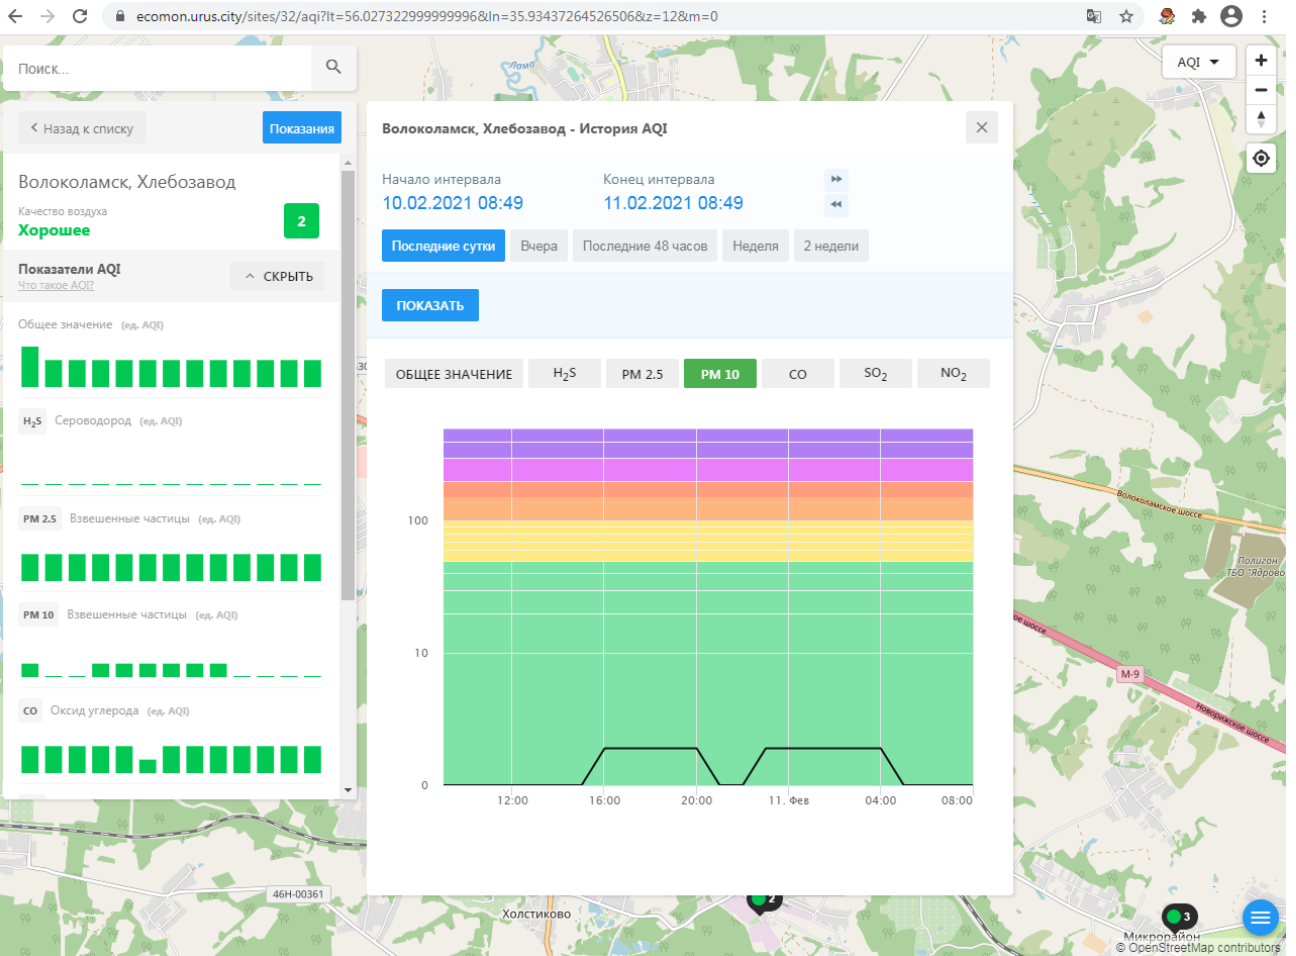 ecomon.urus.city/sites/32/aqi?lt=56.027322999999996&ln=35.93437264526506&z=12&m=0
Поиск...
AQI
Лама
Назад к списку
Показания
Волоколамск, Хлебозавод
Качество воздуха
Хорошее
2
Показатели AQI
Что такое AQI?
СКРЫТЬ
Общее значение (ед. AQI)
H2S Сероводород (ед. AQI)
PM 2.5 Взвешенные частицы (ед. AQI)
PM 10 Взвешенные частицы (ед. AQI)
CO Оксид углерода (ед. AQI)
Волоколамск, Хлебозавод - История AQI
Начало интервала
Конец интервала
10.02.2021 08:49
11.02.2021 08:49
Последние сутки
Вчера
Последние 48 часов
Неделя
2 недели
ПОКАЗАТЬ
ОБЩЕЕ ЗНАЧЕНИЕ
H2S
PM 2.5
PM 10
CO
SO2
NO2
100
10
0
12:00
16:00
20:00
11. Фев
04:00
08:00
Волоколамское шоссе
Полигон
ТБО "Ядрово
М-9
Новорижское шоссе
46Н-00361
Холстиково
2
3
Микрорайон
© OpenStreetMap contributors